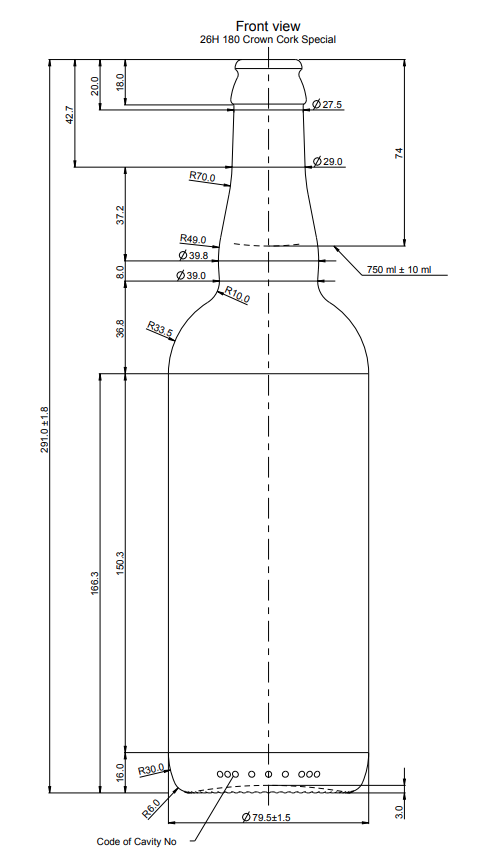 Front view
26H 180 Crown Cork Special
18.0
20.0
42.7
Ø27.5
Ø29.0
74
R70.0
37.2
R49.0
Ø39.8
750 ml ± 10 ml
8.0
Ø39.0
R10.0
R33.5
36.8
291.0 ±1.8
166.3
150.3
R30.0
16.0
R6.0
Ø79.5±1.5
3.0
Code of Cavity No